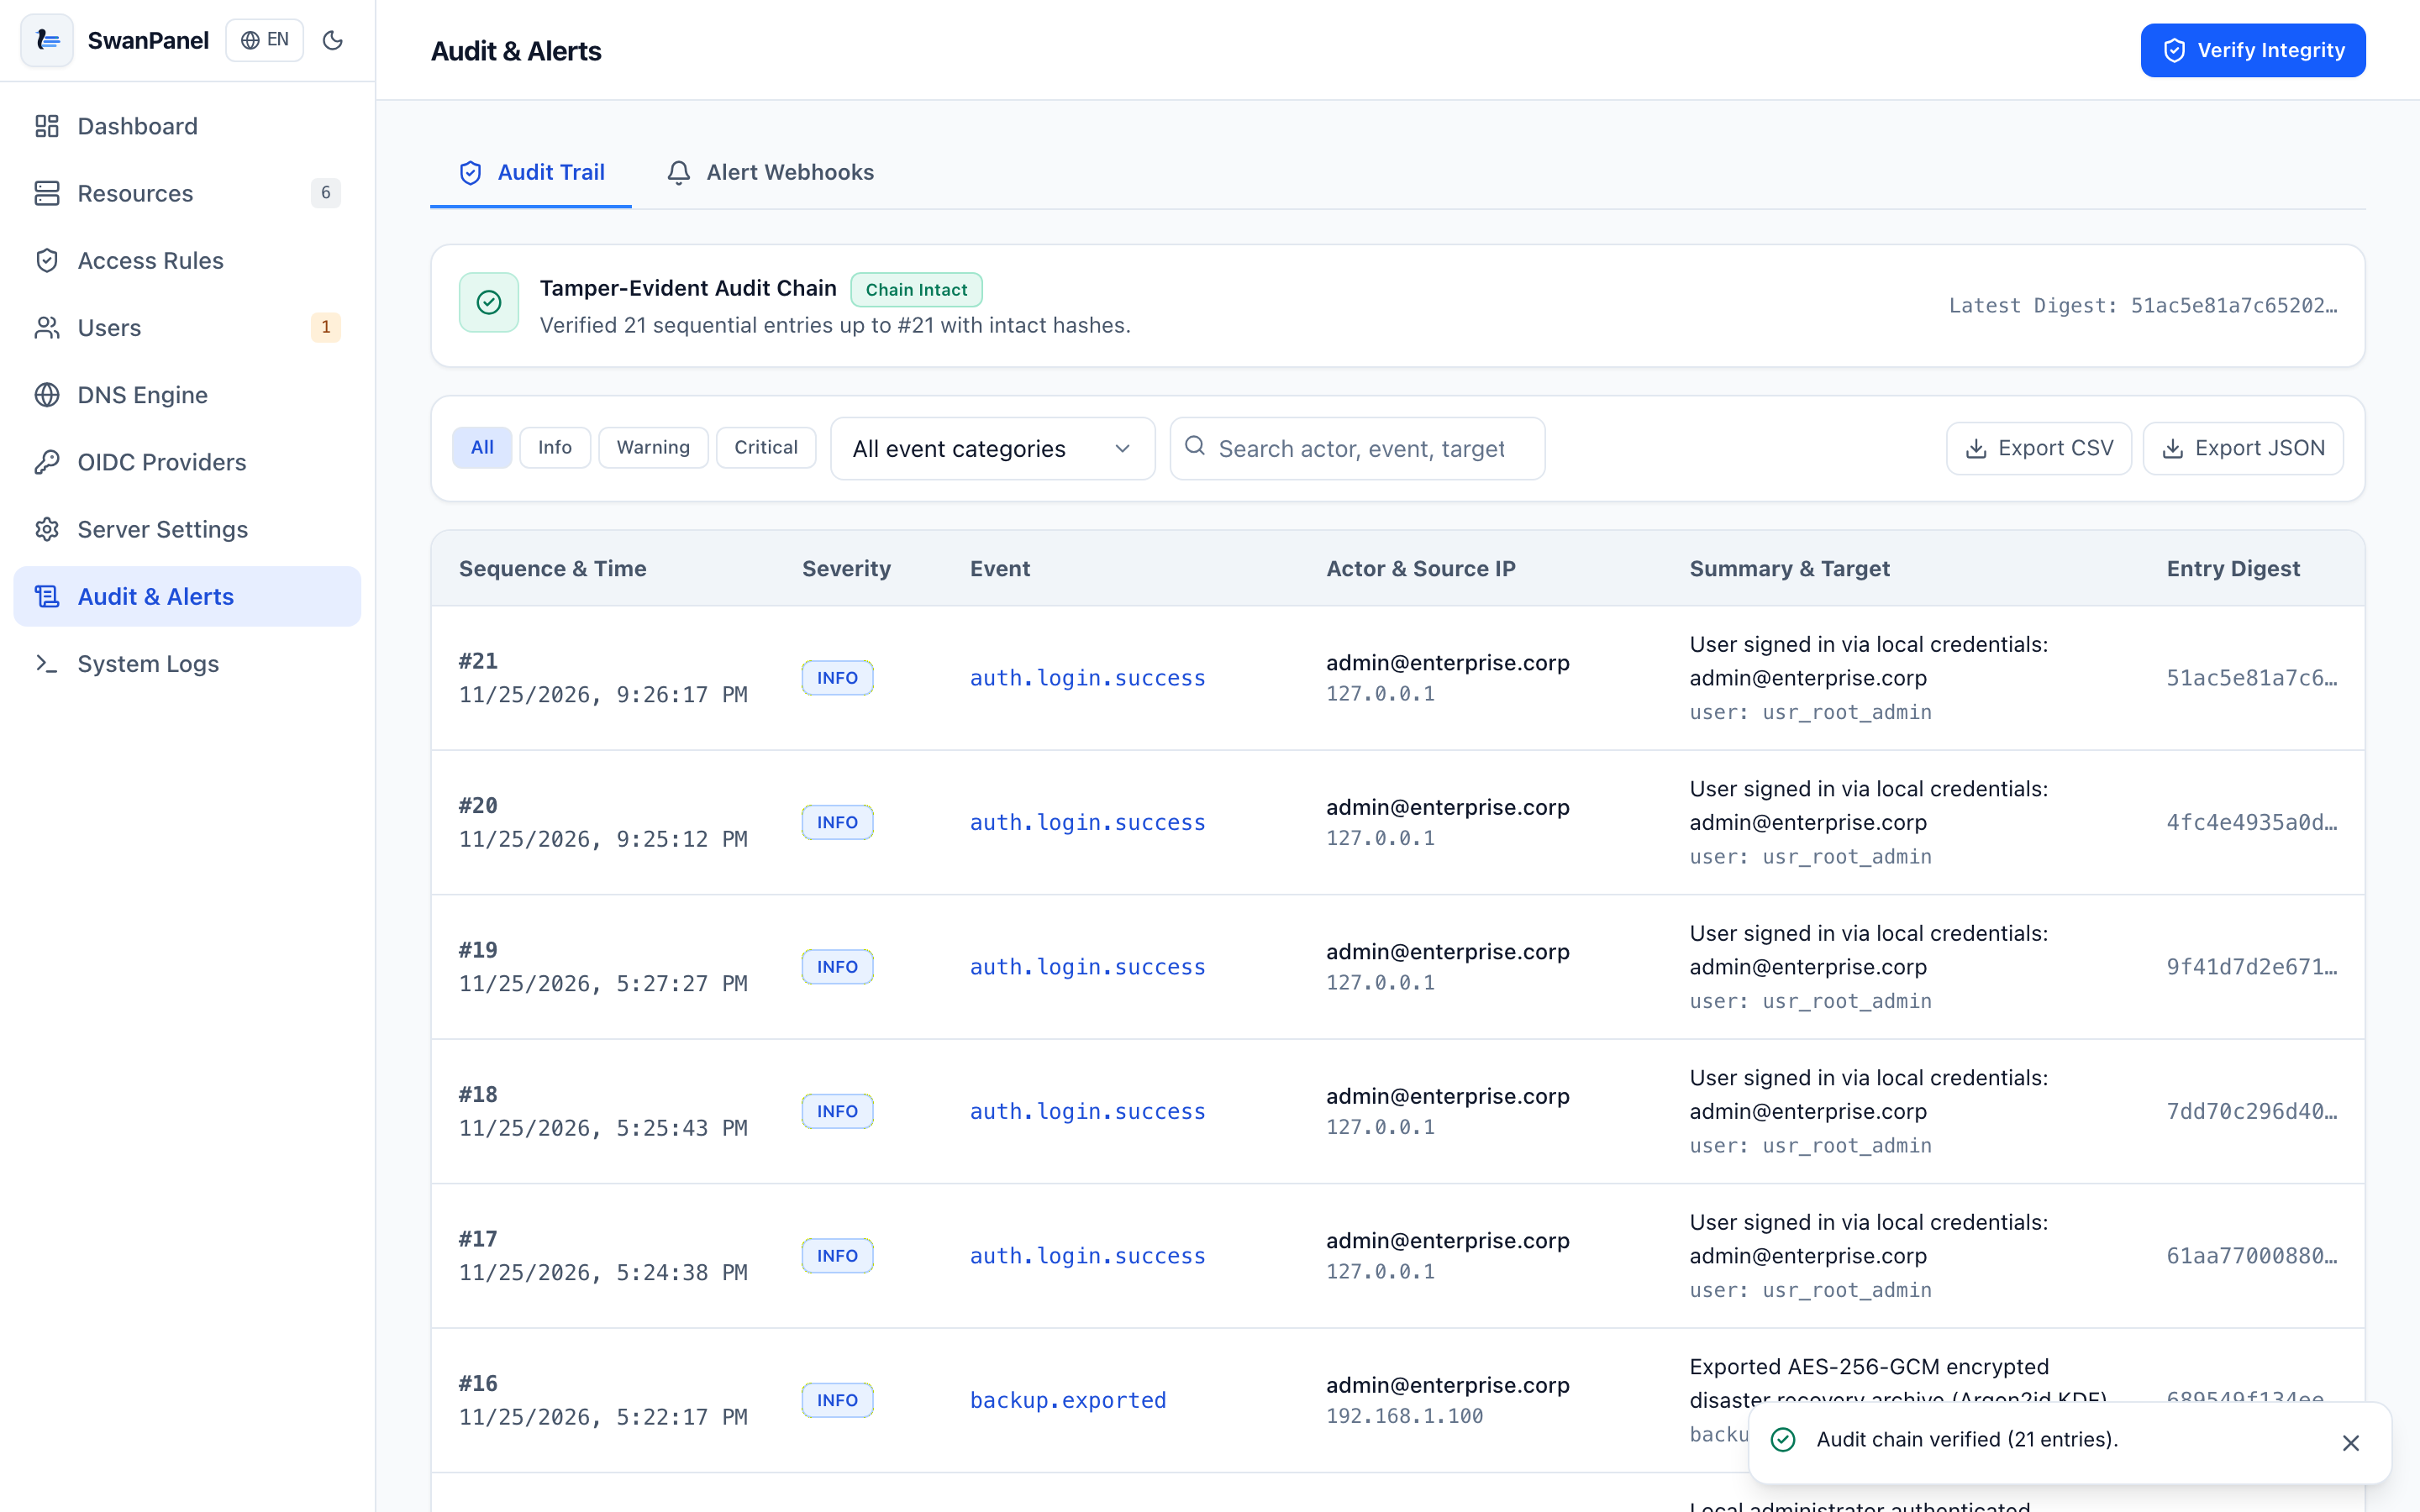 SwanPanel
EN
Dashboard
Resources
6
Access Rules
Users
1
DNS Engine
OIDC Providers
Server Settings
Audit & Alerts
System Logs
Audit & Alerts
Verify Integrity
Audit Trail
Alert Webhooks
Tamper-Evident Audit Chain
Chain Intact
Verified 21 sequential entries up to #21 with intact hashes.
Latest Digest: 51ac5e81a7c65202…
All
Info
Warning
Critical
All event categories
Search actor, event, target
Export CSV
Export JSON
Sequence & Time
Severity
Event
Actor & Source IP
Summary & Target
Entry Digest
#21
11/25/2026, 9:26:17 PM
INFO
auth.login.success
admin@enterprise.corp
127.0.0.1
User signed in via local credentials:
admin@enterprise.corp
user: usr_root_admin
51ac5e81a7c6…
#20
11/25/2026, 9:25:12 PM
INFO
auth.login.success
admin@enterprise.corp
127.0.0.1
User signed in via local credentials:
admin@enterprise.corp
user: usr_root_admin
4fc4e4935a0d…
#19
11/25/2026, 5:27:27 PM
INFO
auth.login.success
admin@enterprise.corp
127.0.0.1
User signed in via local credentials:
admin@enterprise.corp
user: usr_root_admin
9f41d7d2e671…
#18
11/25/2026, 5:25:43 PM
INFO
auth.login.success
admin@enterprise.corp
127.0.0.1
User signed in via local credentials:
admin@enterprise.corp
user: usr_root_admin
7dd70c296d40…
#17
11/25/2026, 5:24:38 PM
INFO
auth.login.success
admin@enterprise.corp
127.0.0.1
User signed in via local credentials:
admin@enterprise.corp
user: usr_root_admin
61aa77000880…
#16
11/25/2026, 5:22:17 PM
INFO
backup.exported
admin@enterprise.corp
192.168.1.100
Exported AES-256-GCM encrypted
disaster recovery archive (Argon2id KDF)
689549f134ee…
Audit chain verified (21 entries).
Local administrator authenticated